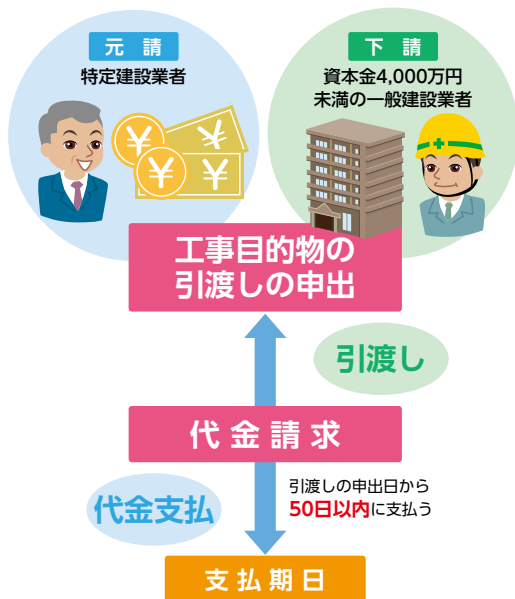 元請
特定建設業者
下請
資本金4,000万円
未満の一般建設業者
¥
¥
¥
¥
工事目的物の
引渡しの申出
引渡し
代金請求
代金支払
引渡しの申出日から
50日以内に支払う
支払期日